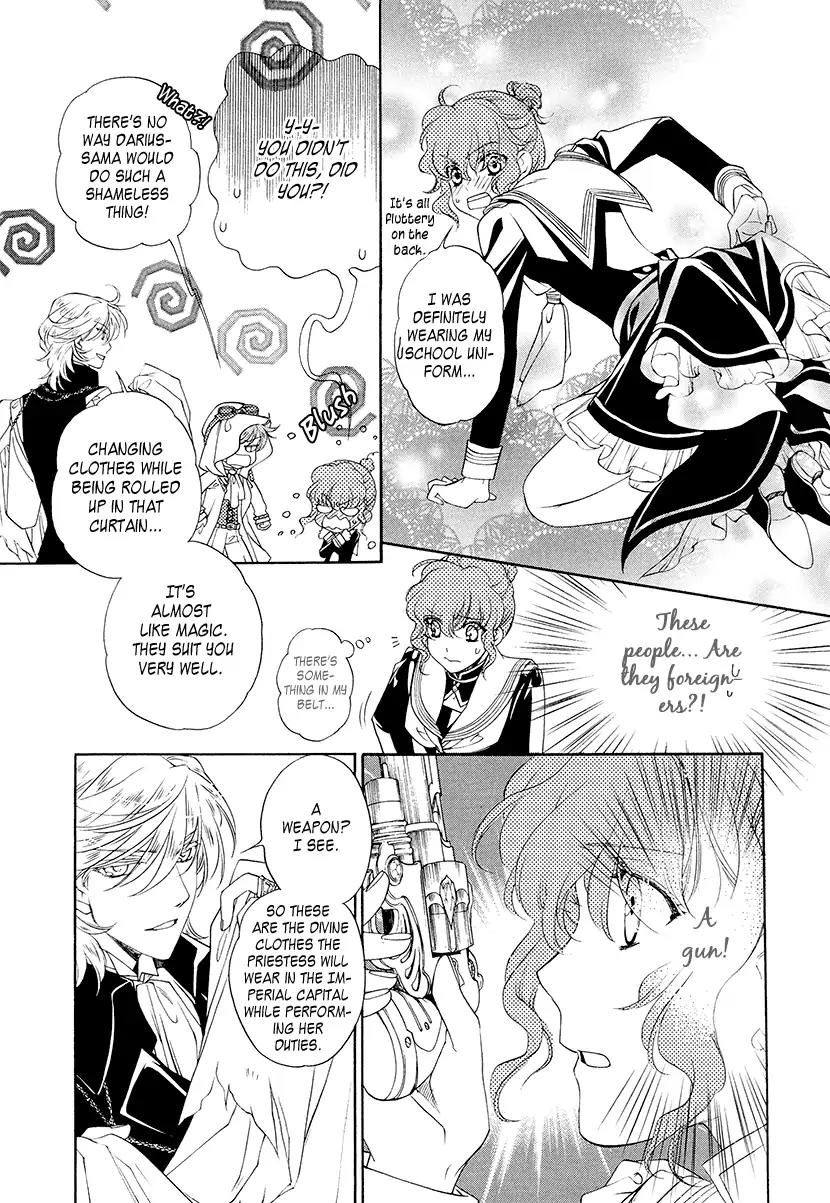 It's all
fluttery
on the
back.
I WAS
DEFINITELY
WEARING MY
SCHOOL UNI-
FORM...
Y-Y-
YOU DIDN'T
DO THIS, DID
YOU?!
What?!
THERE'S NO
WAY DARIUS-
SAMA WOULD
DO SUCH A
SHAMELESS
THING!
Blush
CHANGING
CLOTHES WHILE
BEING ROLLED
UP IN THAT
CURTAIN...
IT'S
ALMOST
LIKE MAGIC.
THEY SUIT YOU
VERY WELL.
These
people... Are
they foreign-
ers?!
THERE'S
SOME-
THING IN MY
BELT...
A
gun!
A
WEAPON?
I SEE.
SO THESE
ARE THE DIVINE
CLOTHES THE
PRIESTESS WILL
WEAR IN THE IM-
PERIAL CAPITAL
WHILE PERFORM-
ING HER
DUTIES.